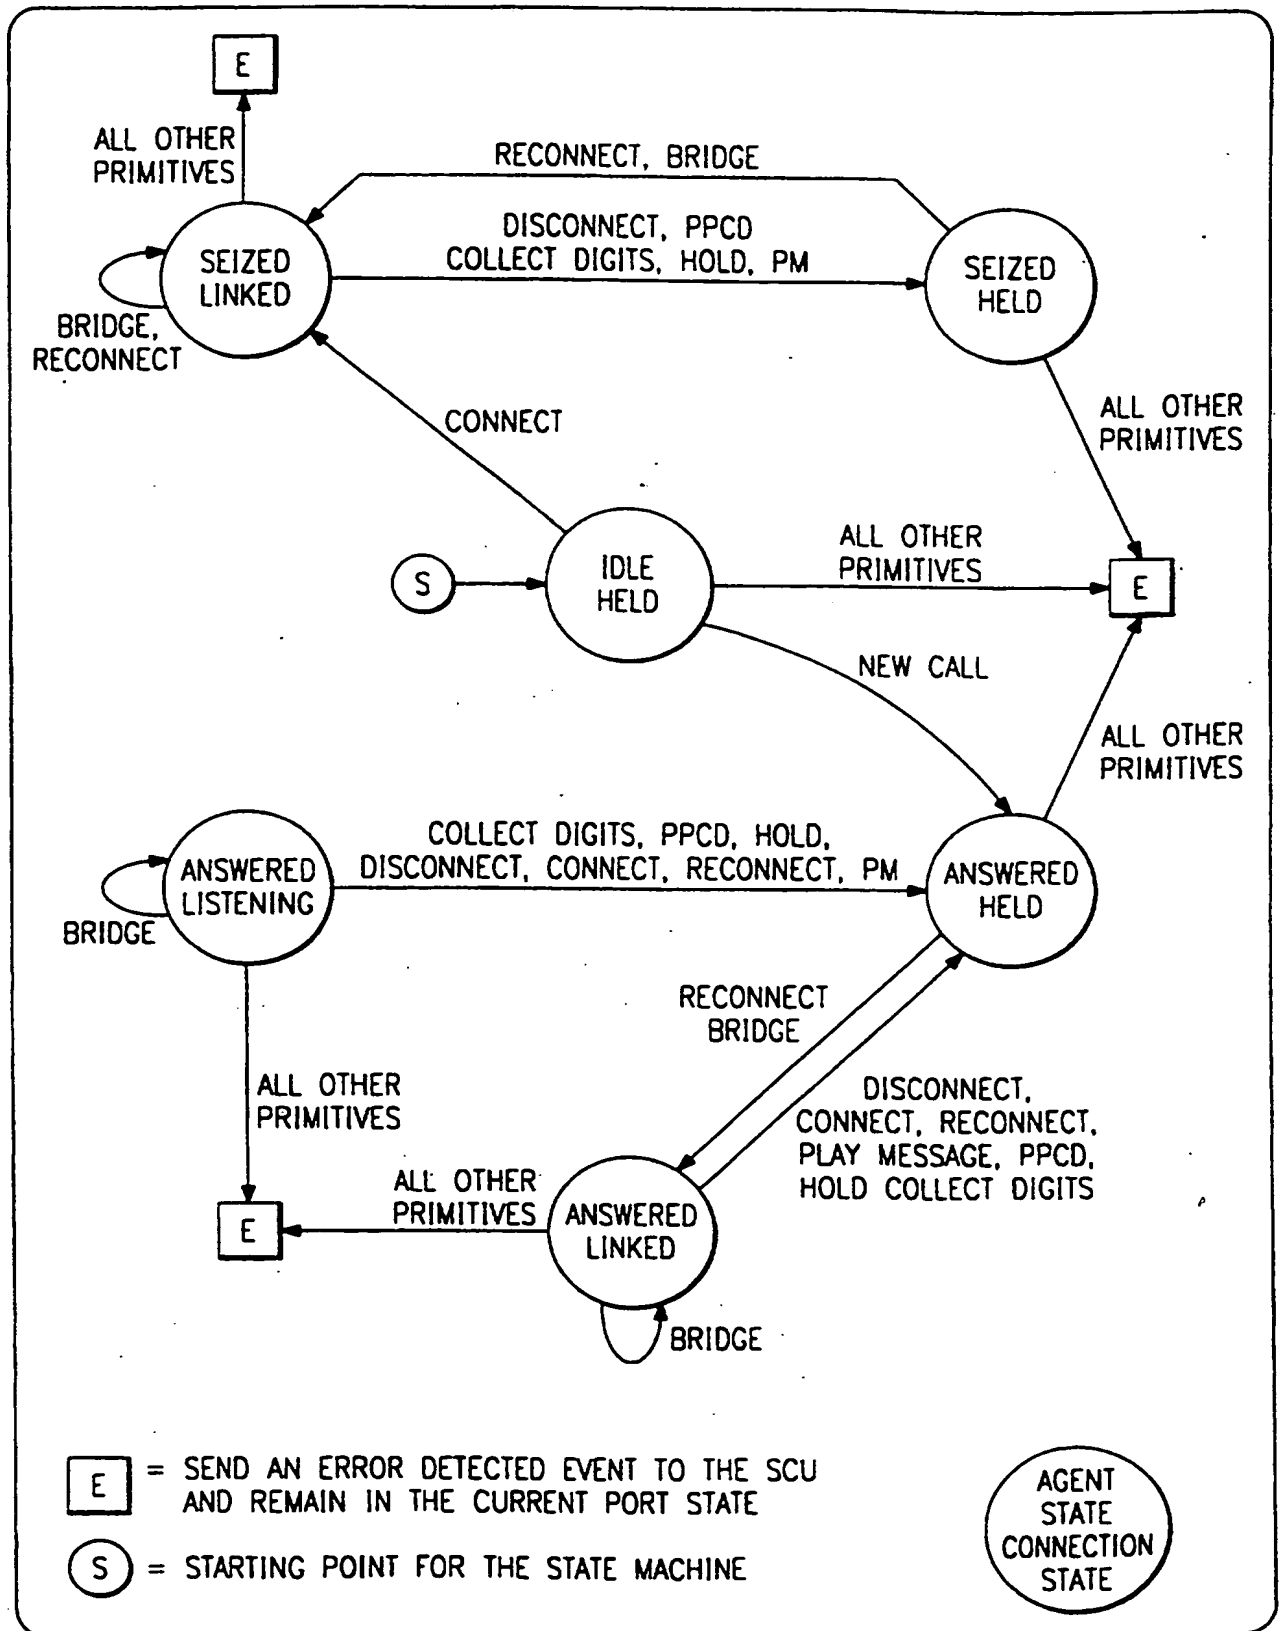 E
ALL OTHER
PRIMITIVES
RECONNECT, BRIDGE
DISCONNECT, PPCD
COLLECT DIGITS, HOLD, PM
SEIZED
LINKED
SEIZED
HELD
BRIDGE,
RECONNECT
CONNECT
ALL OTHER
PRIMITIVES
S
IDLE
HELD
ALL OTHER
PRIMITIVES
E
NEW CALL
ALL OTHER
PRIMITIVES
COLLECT DIGITS, PPCD, HOLD,
DISCONNECT, CONNECT, RECONNECT, PM
ANSWERED
LISTENING
ANSWERED
HELD
BRIDGE
RECONNECT
BRIDGE
ALL OTHER
PRIMITIVES
DISCONNECT,
CONNECT, RECONNECT,
PLAY MESSAGE, PPCD,
HOLD COLLECT DIGITS
ALL OTHER
PRIMITIVES
E
ANSWERED
LINKED
BRIDGE
E = SEND AN ERROR DETECTED EVENT TO THE SCU
AND REMAIN IN THE CURRENT PORT STATE
S = STARTING POINT FOR THE STATE MACHINE
AGENT
STATE
CONNECTION
STATE